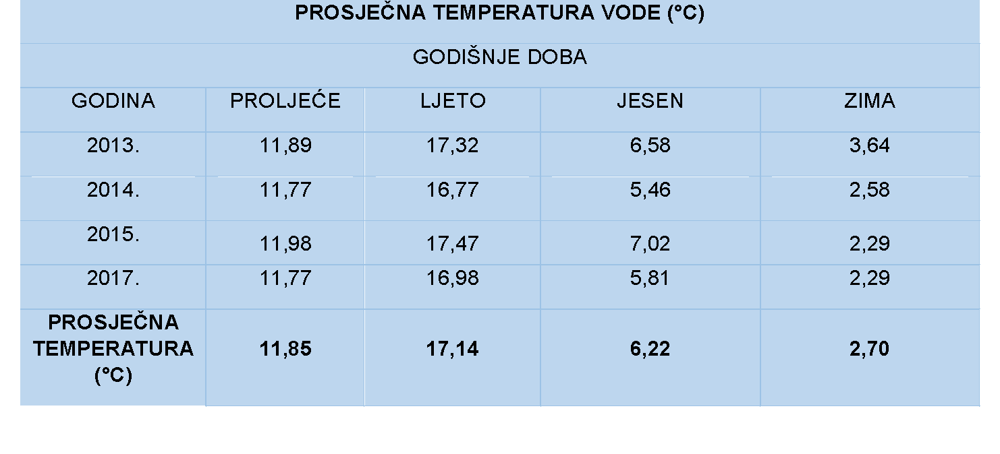 PROSJEČNA TEMPERATURA VODE (°C)
GODIŠNJE DOBA
GODINA PROLJEĆE LJETO JESEN ZIMA
2013. 11,89 17,32 6,58 3,64
2014. 11,77 16,77 5,46 2,58
2015. 11,98 17,47 7,02 2,29
2017. 11,77 16,98 5,81 2,29
PROSJEČNA
TEMPERATURA 11,85 17,14 6,22 2,70
(°C)